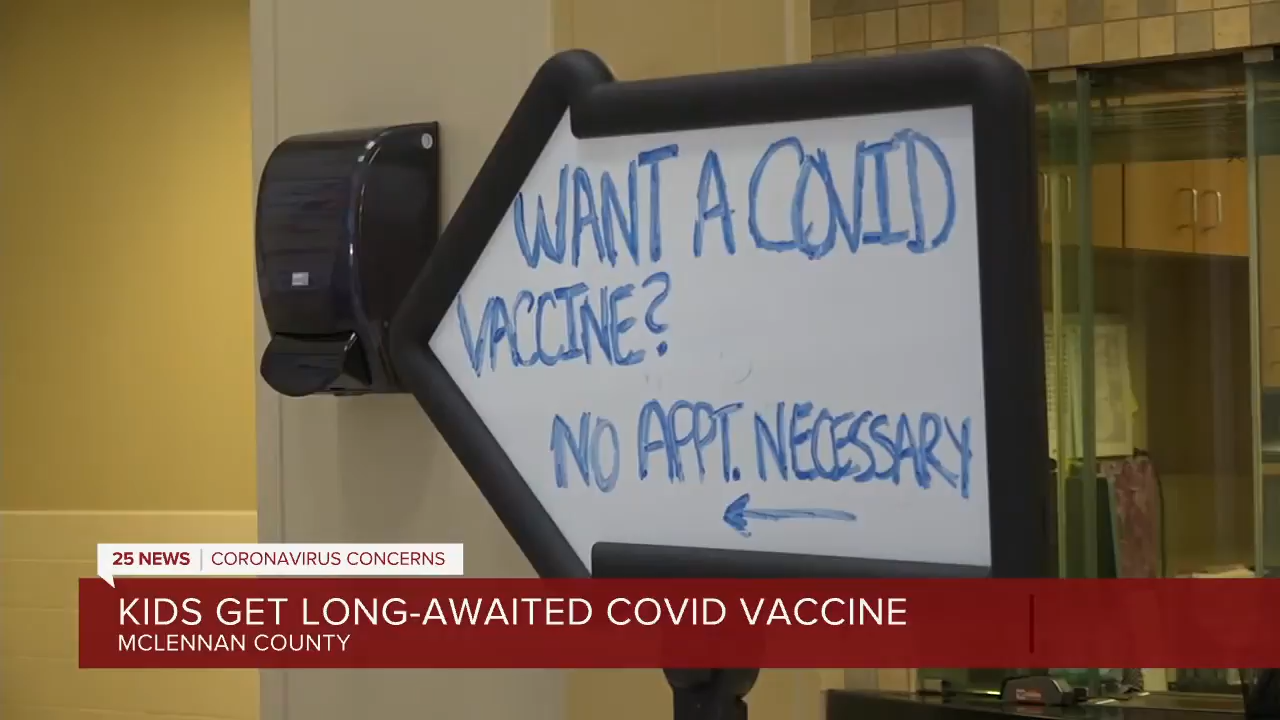 WANT A COVID
VACCINE?
NO APPT. NECESSARY
25 NEWS | CORONAVIRUS CONCERNS
KIDS GET LONG-AWAITED COVID VACCINE
MCLENNAN COUNTY